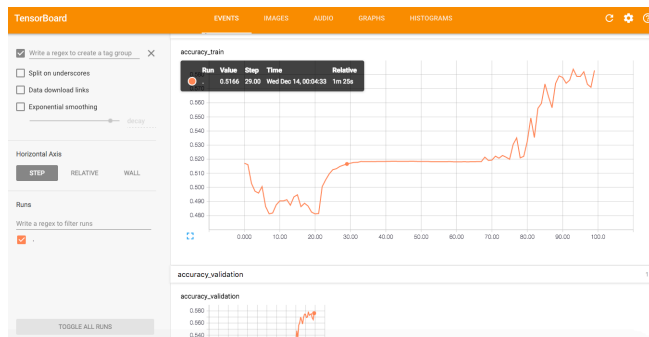 TensorBoard
EVENTS IMAGES AUDIO GRAPHS HISTOGRAMS
Write a regex to create a tag group
Split on underscores
Data download links
Exponential smoothing
Horizontal Axis
STEP RELATIVE WALL
Runs
Write a regex to filter runs
.
TOGGLE ALL RUNS
accuracy_train
Run Value Step Time Relative
. 0.5166 29.00 Wed Dec 14, 00:04:33 1m 25s
0.560
0.550
0.540
0.530
0.520
0.510
0.500
0.490
0.480
0.000 10.00 20.00 30.00 40.00 50.00 60.00 70.00 80.00 90.00 100.0
accuracy_validation
1
accuracy_validation
0.580
0.560
0.540